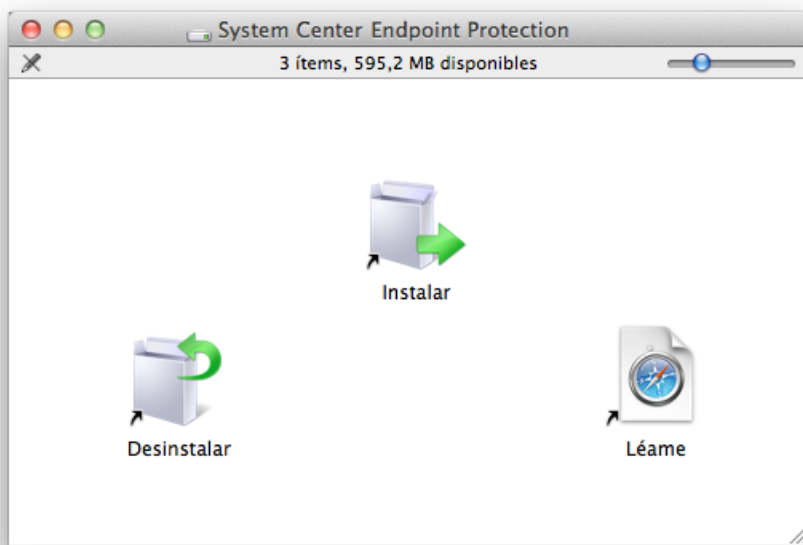 System Center Endpoint Protection
3 ítems, 595,2 MB disponibles
Instalar
Desinstalar
Léame